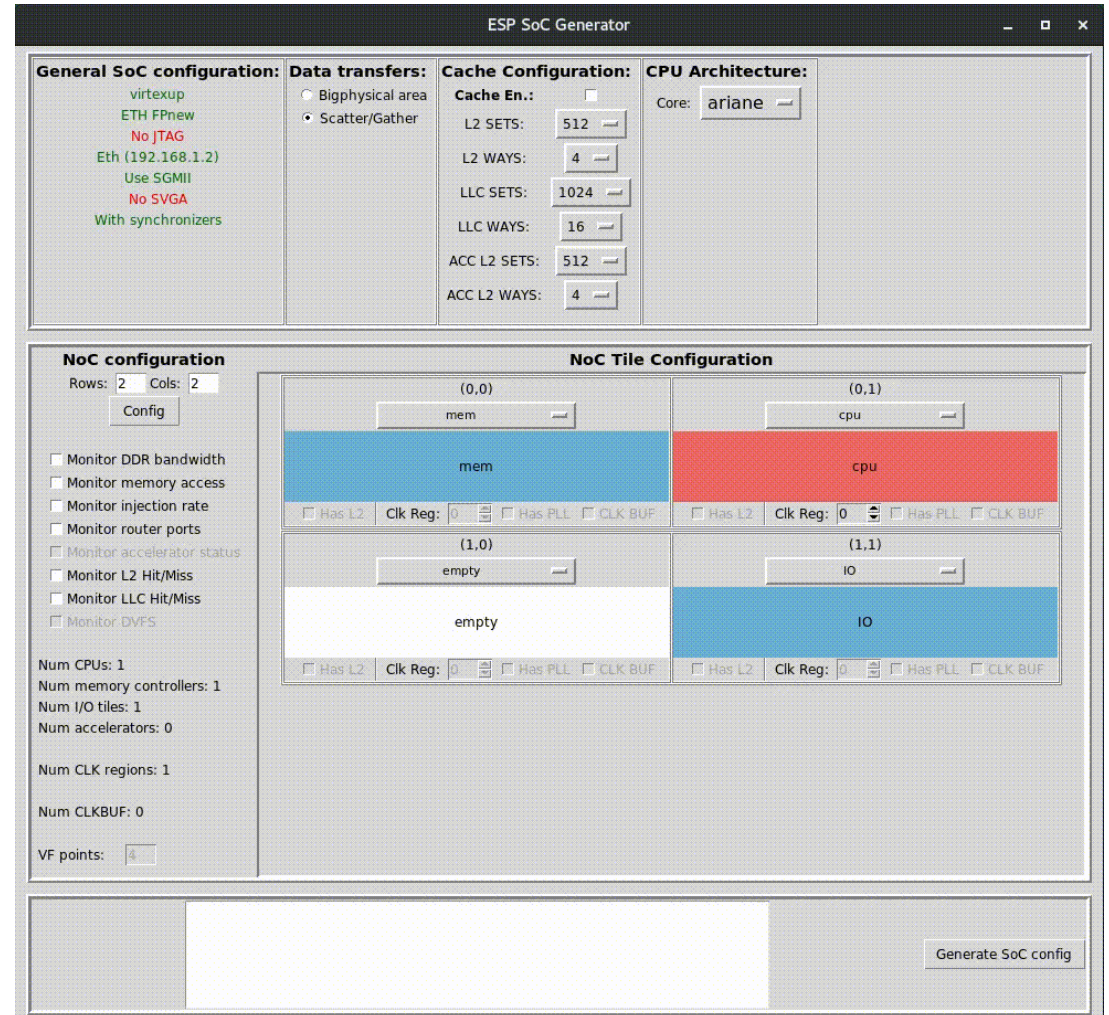 ESP SoC Generator
General SoC configuration:
virtexup
ETH FPnew
No JTAG
Eth (192.168.1.2)
Use SGMII
No SVGA
With synchronizers
Data transfers:
Bigphysical area
Scatter/Gather
Cache Configuration:
Cache En.:
L2 SETS: 512
L2 WAYS: 4
LLC SETS: 1024
LLC WAYS: 16
ACC L2 SETS: 512
ACC L2 WAYS: 4
CPU Architecture:
Core: ariane
NoC configuration
Rows: 2 Cols: 2
Config
Monitor DDR bandwidth
Monitor memory access
Monitor injection rate
Monitor router ports
Monitor accelerator status
Monitor L2 Hit/Miss
Monitor LLC Hit/Miss
Monitor DVFS
Num CPUs: 1
Num memory controllers: 1
Num I/O tiles: 1
Num accelerators: 0
Num CLK regions: 1
Num CLKBUF: 0
VF points: 4
NoC Tile Configuration
(0,0)
mem
mem
Has L2 Clk Reg: 0 Has PLL CLK BUF
(0,1)
cpu
cpu
Has L2 Clk Reg: 0 Has PLL CLK BUF
(1,0)
empty
empty
Has L2 Clk Reg: 0 Has PLL CLK BUF
(1,1)
IO
IO
Has L2 Clk Reg: 0 Has PLL CLK BUF
Generate SoC config